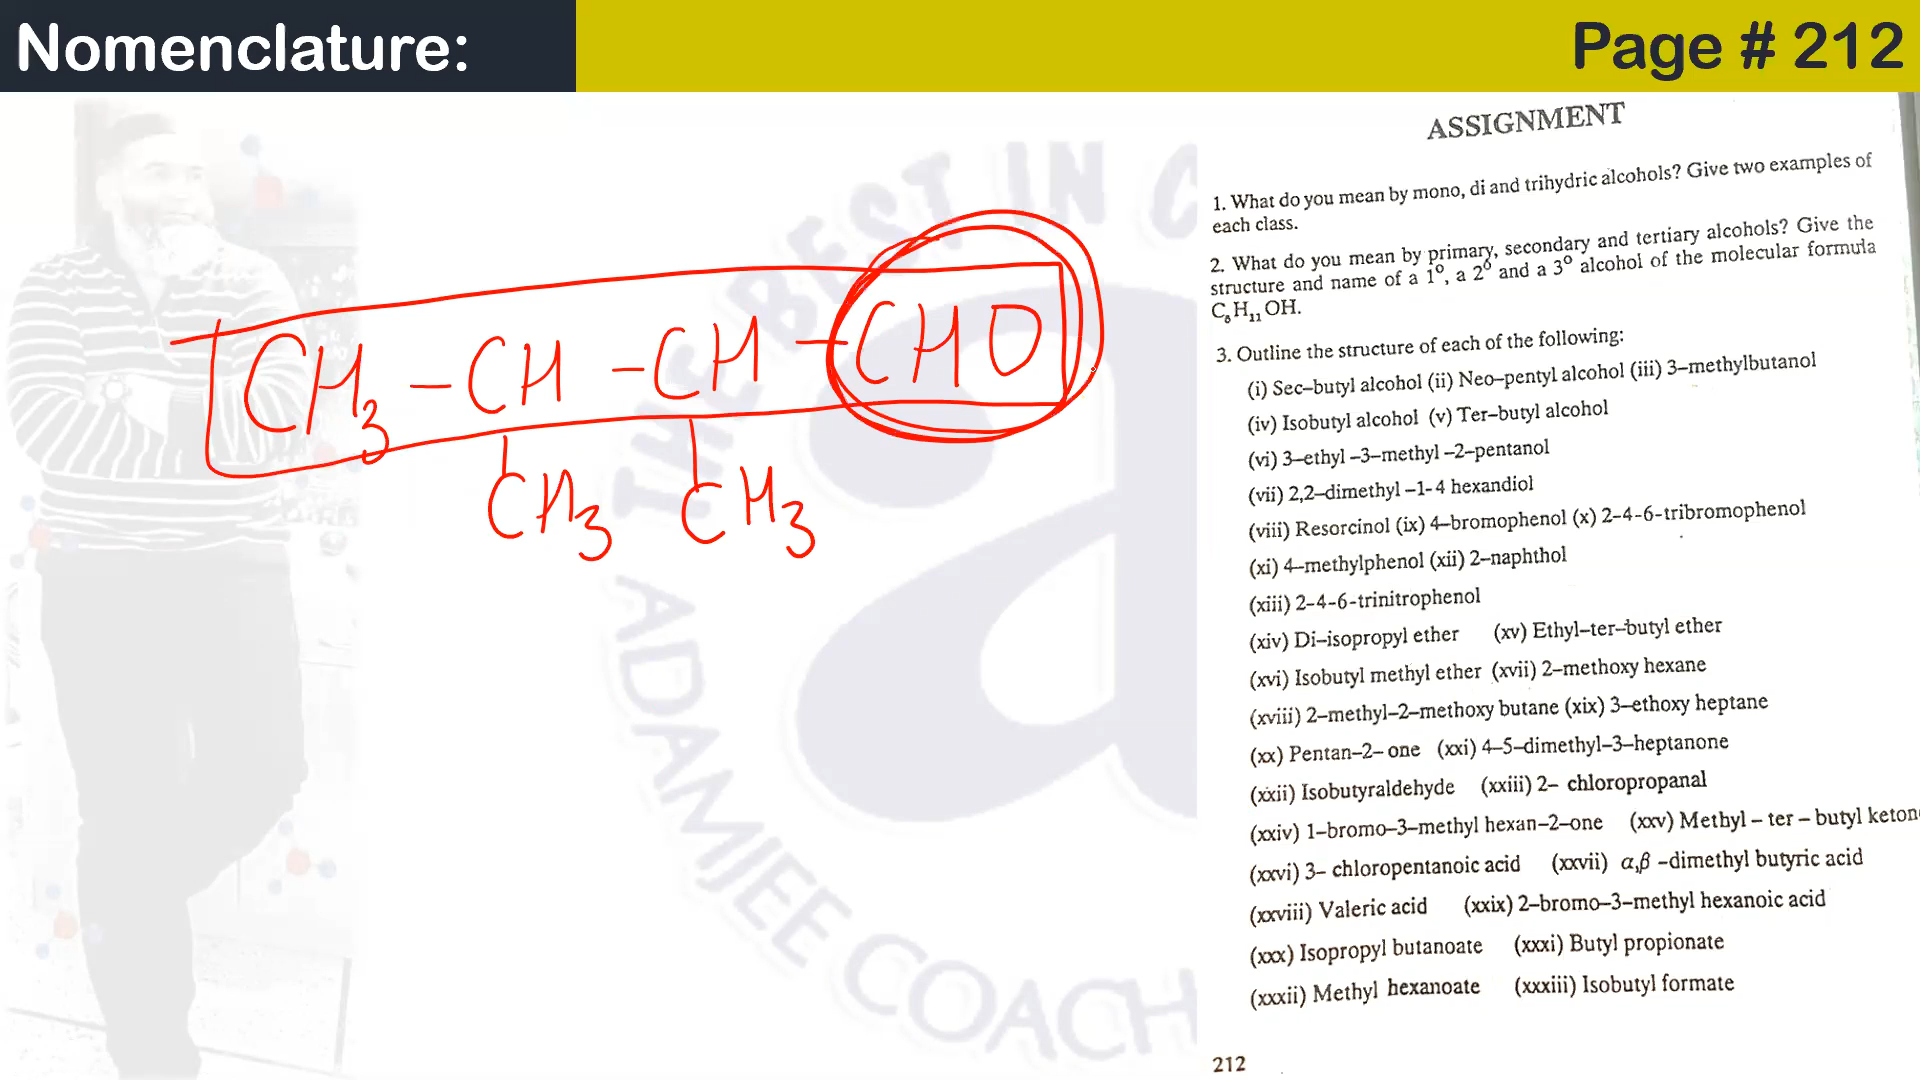 Nomenclature:
Page # 212
CH3 – CH – CH – CHO
CH3 CH3
THE BEST IN C
ADAMJEE COACH
ASSIGNMENT
1. What do you mean by mono, di and trihydric alcohols? Give two examples of
each class.
2. What do you mean by primary, secondary and tertiary alcohols? Give the
structure and name of a 1°, a 2° and a 3° alcohol of the molecular formula
C₆H₁₁OH.
3. Outline the structure of each of the following:
(i) Sec–butyl alcohol (ii) Neo–pentyl alcohol (iii) 3–methylbutanol
(iv) Isobutyl alcohol (v) Ter–butyl alcohol
(vi) 3–ethyl –3–methyl –2–pentanol
(vii) 2,2–dimethyl –1- 4 hexandiol
(viii) Resorcinol (ix) 4–bromophenol (x) 2-4-6-tribromophenol
(xi) 4–methylphenol (xii) 2–naphthol
(xiii) 2-4-6-trinitrophenol
(xiv) Di–isopropyl ether (xv) Ethyl–ter–butyl ether
(xvi) Isobutyl methyl ether (xvii) 2–methoxy hexane
(xviii) 2–methyl–2–methoxy butane (xix) 3–ethoxy heptane
(xx) Pentan–2– one (xxi) 4–5–dimethyl–3–heptanone
(xxii) Isobutyraldehyde (xxiii) 2– chloropropanal
(xxiv) 1–bromo–3–methyl hexan–2–one (xxv) Methyl – ter – butyl keton
(xxvi) 3– chloropentanoic acid (xxvii) α,β –dimethyl butyric acid
(xxviii) Valeric acid (xxix) 2–bromo–3–methyl hexanoic acid
(xxx) Isopropyl butanoate (xxxi) Butyl propionate
(xxxii) Methyl hexanoate (xxxiii) Isobutyl formate
212